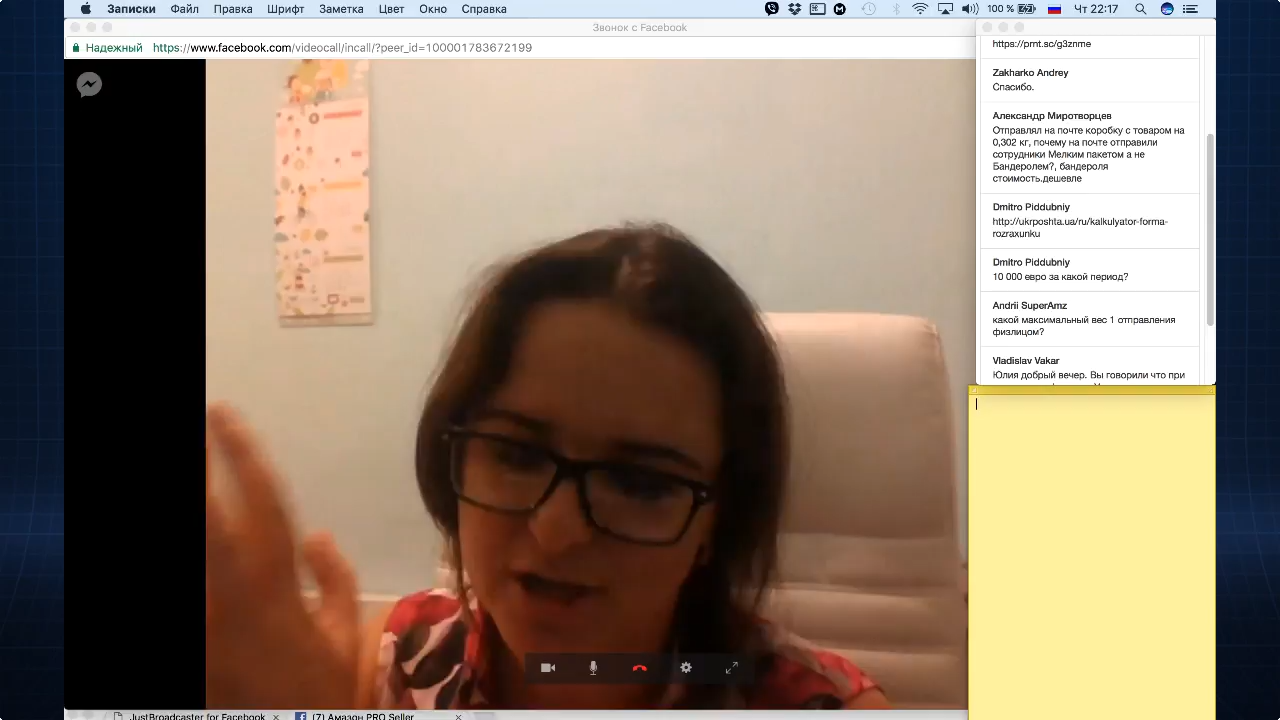 Записки Файл Правка Шрифт Заметка Цвет Окно Справка 100 % Чт 22:17
Звонок с Facebook
Надежный https://www.facebook.com/videocall/incall/?peer_id=100001783672199
https://prnt.sc/g3znme
Zakharko Andrey
Спасибо.
Александр Миротворцев
Отправлял на почте коробку с товаром на
0,302 кг, почему на почте отправили
сотрудники Мелким пакетом а не
Бандеролем?, бандероля
стоимость.дешевле
Dmitro Piddubniy
http://ukrposhta.ua/ru/kalkulyator-forma-
rozraxunku
Dmitro Piddubniy
10 000 евро за какой период?
Andrii SuperAmz
какой максимальный вес 1 отправления
физлицом?
Vladislav Vakar
Юлия добрый вечер. Вы говорили что при
JustBroadcaster for Facebook
(7) Амазон PRO Seller